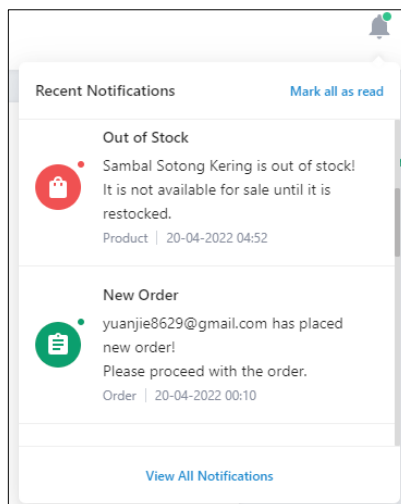 Recent Notifications Mark all as read
Out of Stock
Sambal Sotong Kering is out of stock!
It is not available for sale until it is
restocked.
Product | 20-04-2022 04:52
New Order
yuanjie8629@gmail.com has placed
new order!
Please proceed with the order.
Order | 20-04-2022 00:10
View All Notifications